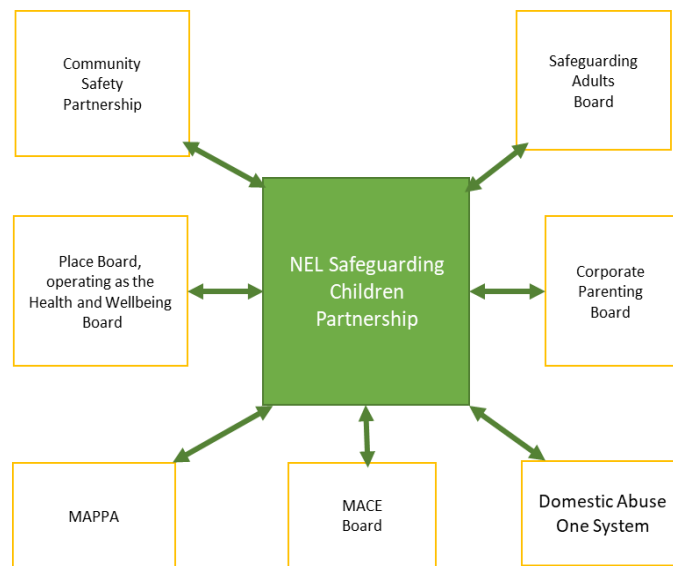 Community
Safety
Partnership
Safeguarding
Adults
Board
Place Board,
operating as the
Health and Wellbeing
Board
NEL Safeguarding
Children
Partnership
Corporate
Parenting
Board
MAPPA
MACE
Board
Domestic Abuse
One System